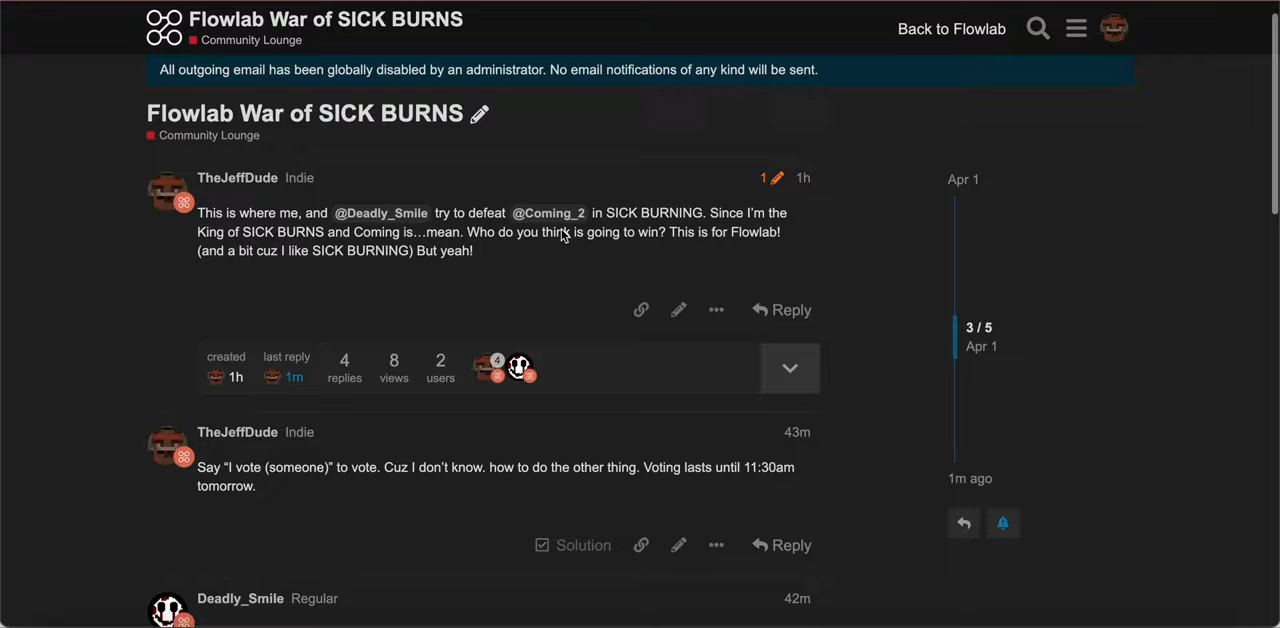 Flowlab War of SICK BURNS
Community Lounge
Back to Flowlab
All outgoing email has been globally disabled by an administrator. No email notifications of any kind will be sent.
Flowlab War of SICK BURNS
Community Lounge
TheJeffDude Indie
1 1h
This is where me, and @Deadly_Smile try to defeat @Coming_2 in SICK BURNING. Since I’m the
King of SICK BURNS and Coming is...mean. Who do you think is going to win? This is for Flowlab!
(and a bit cuz I like SICK BURNING) But yeah!
Reply
created
1h
last reply
1m
4
replies
8
views
2
users
4
TheJeffDude Indie
43m
Say “I vote (someone)” to vote. Cuz I don’t know. how to do the other thing. Voting lasts until 11:30am
tomorrow.
Solution
Reply
Deadly_Smile Regular
42m
Apr 1
3 / 5
Apr 1
1m ago